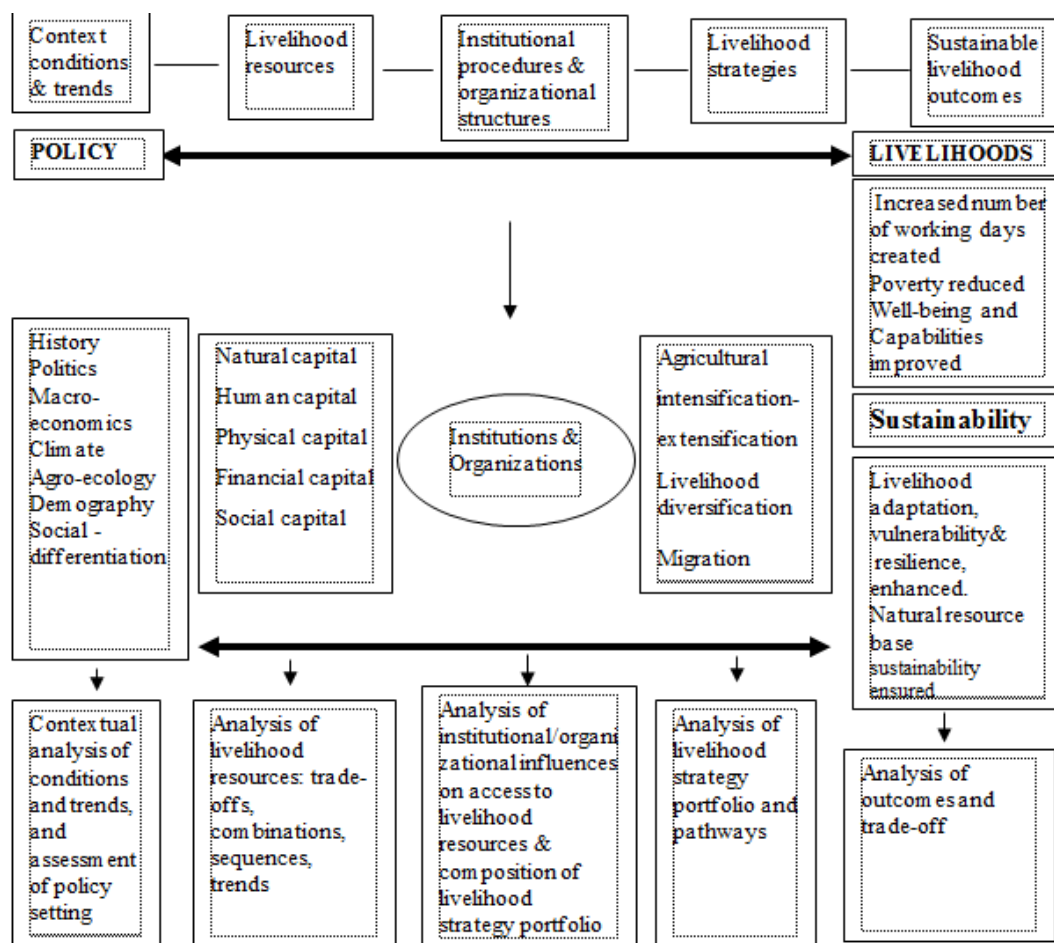 Context
conditions
& trends
Livelihood
resources
Institutional
procedures &
organizational
structures
Livelihood
strategies
Sustainable
livelihood
outcomes
POLICY
LIVELIHOODS
Increased number
of working days
created
Poverty reduced
Well-being and
Capabilities
improved
History
Politics
Macro-
economics
Climate
Agro-ecology
Demography
Social -
differentiation
Natural capital
Human capital
Physical capital
Financial capital
Social capital
Institutions &
Organizations
Agricultural
intensification-
extensification
Livelihood
diversification
Migration
Sustainability
Livelihood
adaptation,
vulnerability&
resilience,
enhanced.
Natural resource
base
sustainability
ensured
Contextual
analysis of
conditions
and trends,
and
assessment
of policy
setting
Analysis of
livelihood
resources: trade-
offs,
combinations,
sequences,
trends
Analysis of
institutional/organi
zational influences
on access to
livelihood
resources &
composition of
livelihood
strategy portfolio
Analysis of
livelihood
strategy
portfolio and
pathways
Analysis of
outcomes and
trade-off